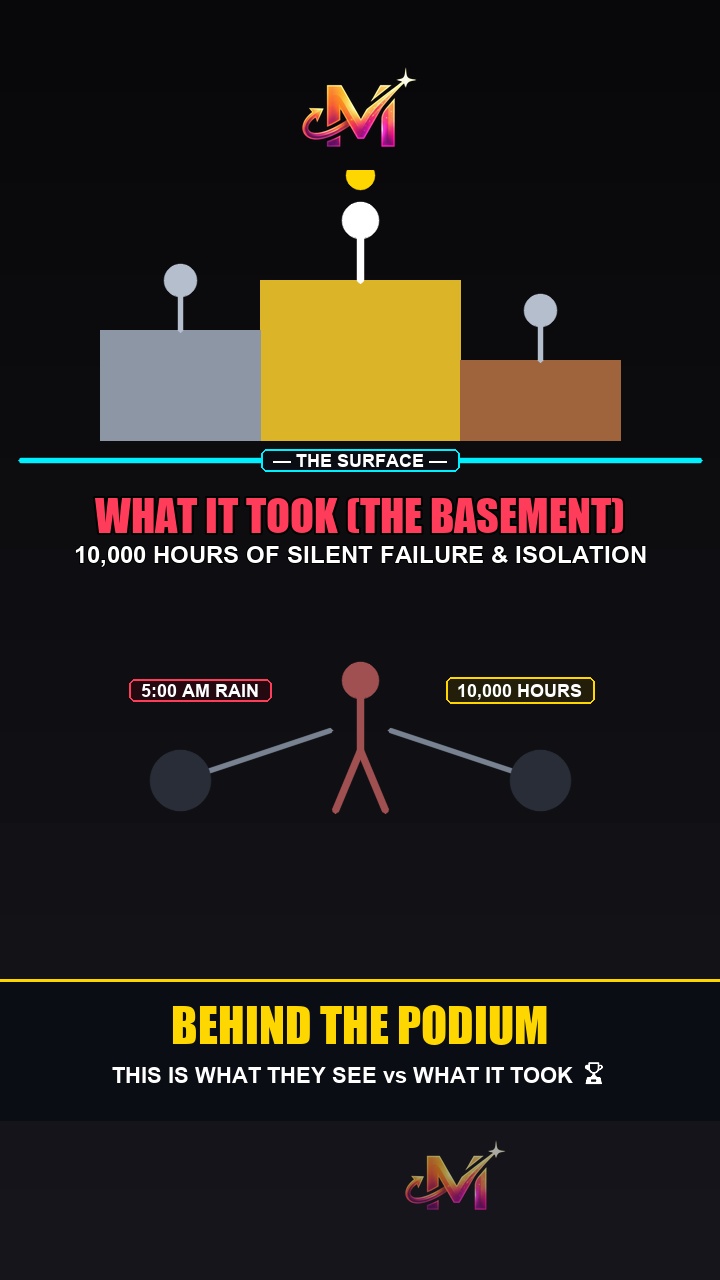 M
— THE SURFACE —
WHAT IT TOOK (THE BASEMENT)
10,000 HOURS OF SILENT FAILURE & ISOLATION
5:00 AM RAIN
10,000 HOURS
BEHIND THE PODIUM
THIS IS WHAT THEY SEE vs WHAT IT TOOK 🏆
M